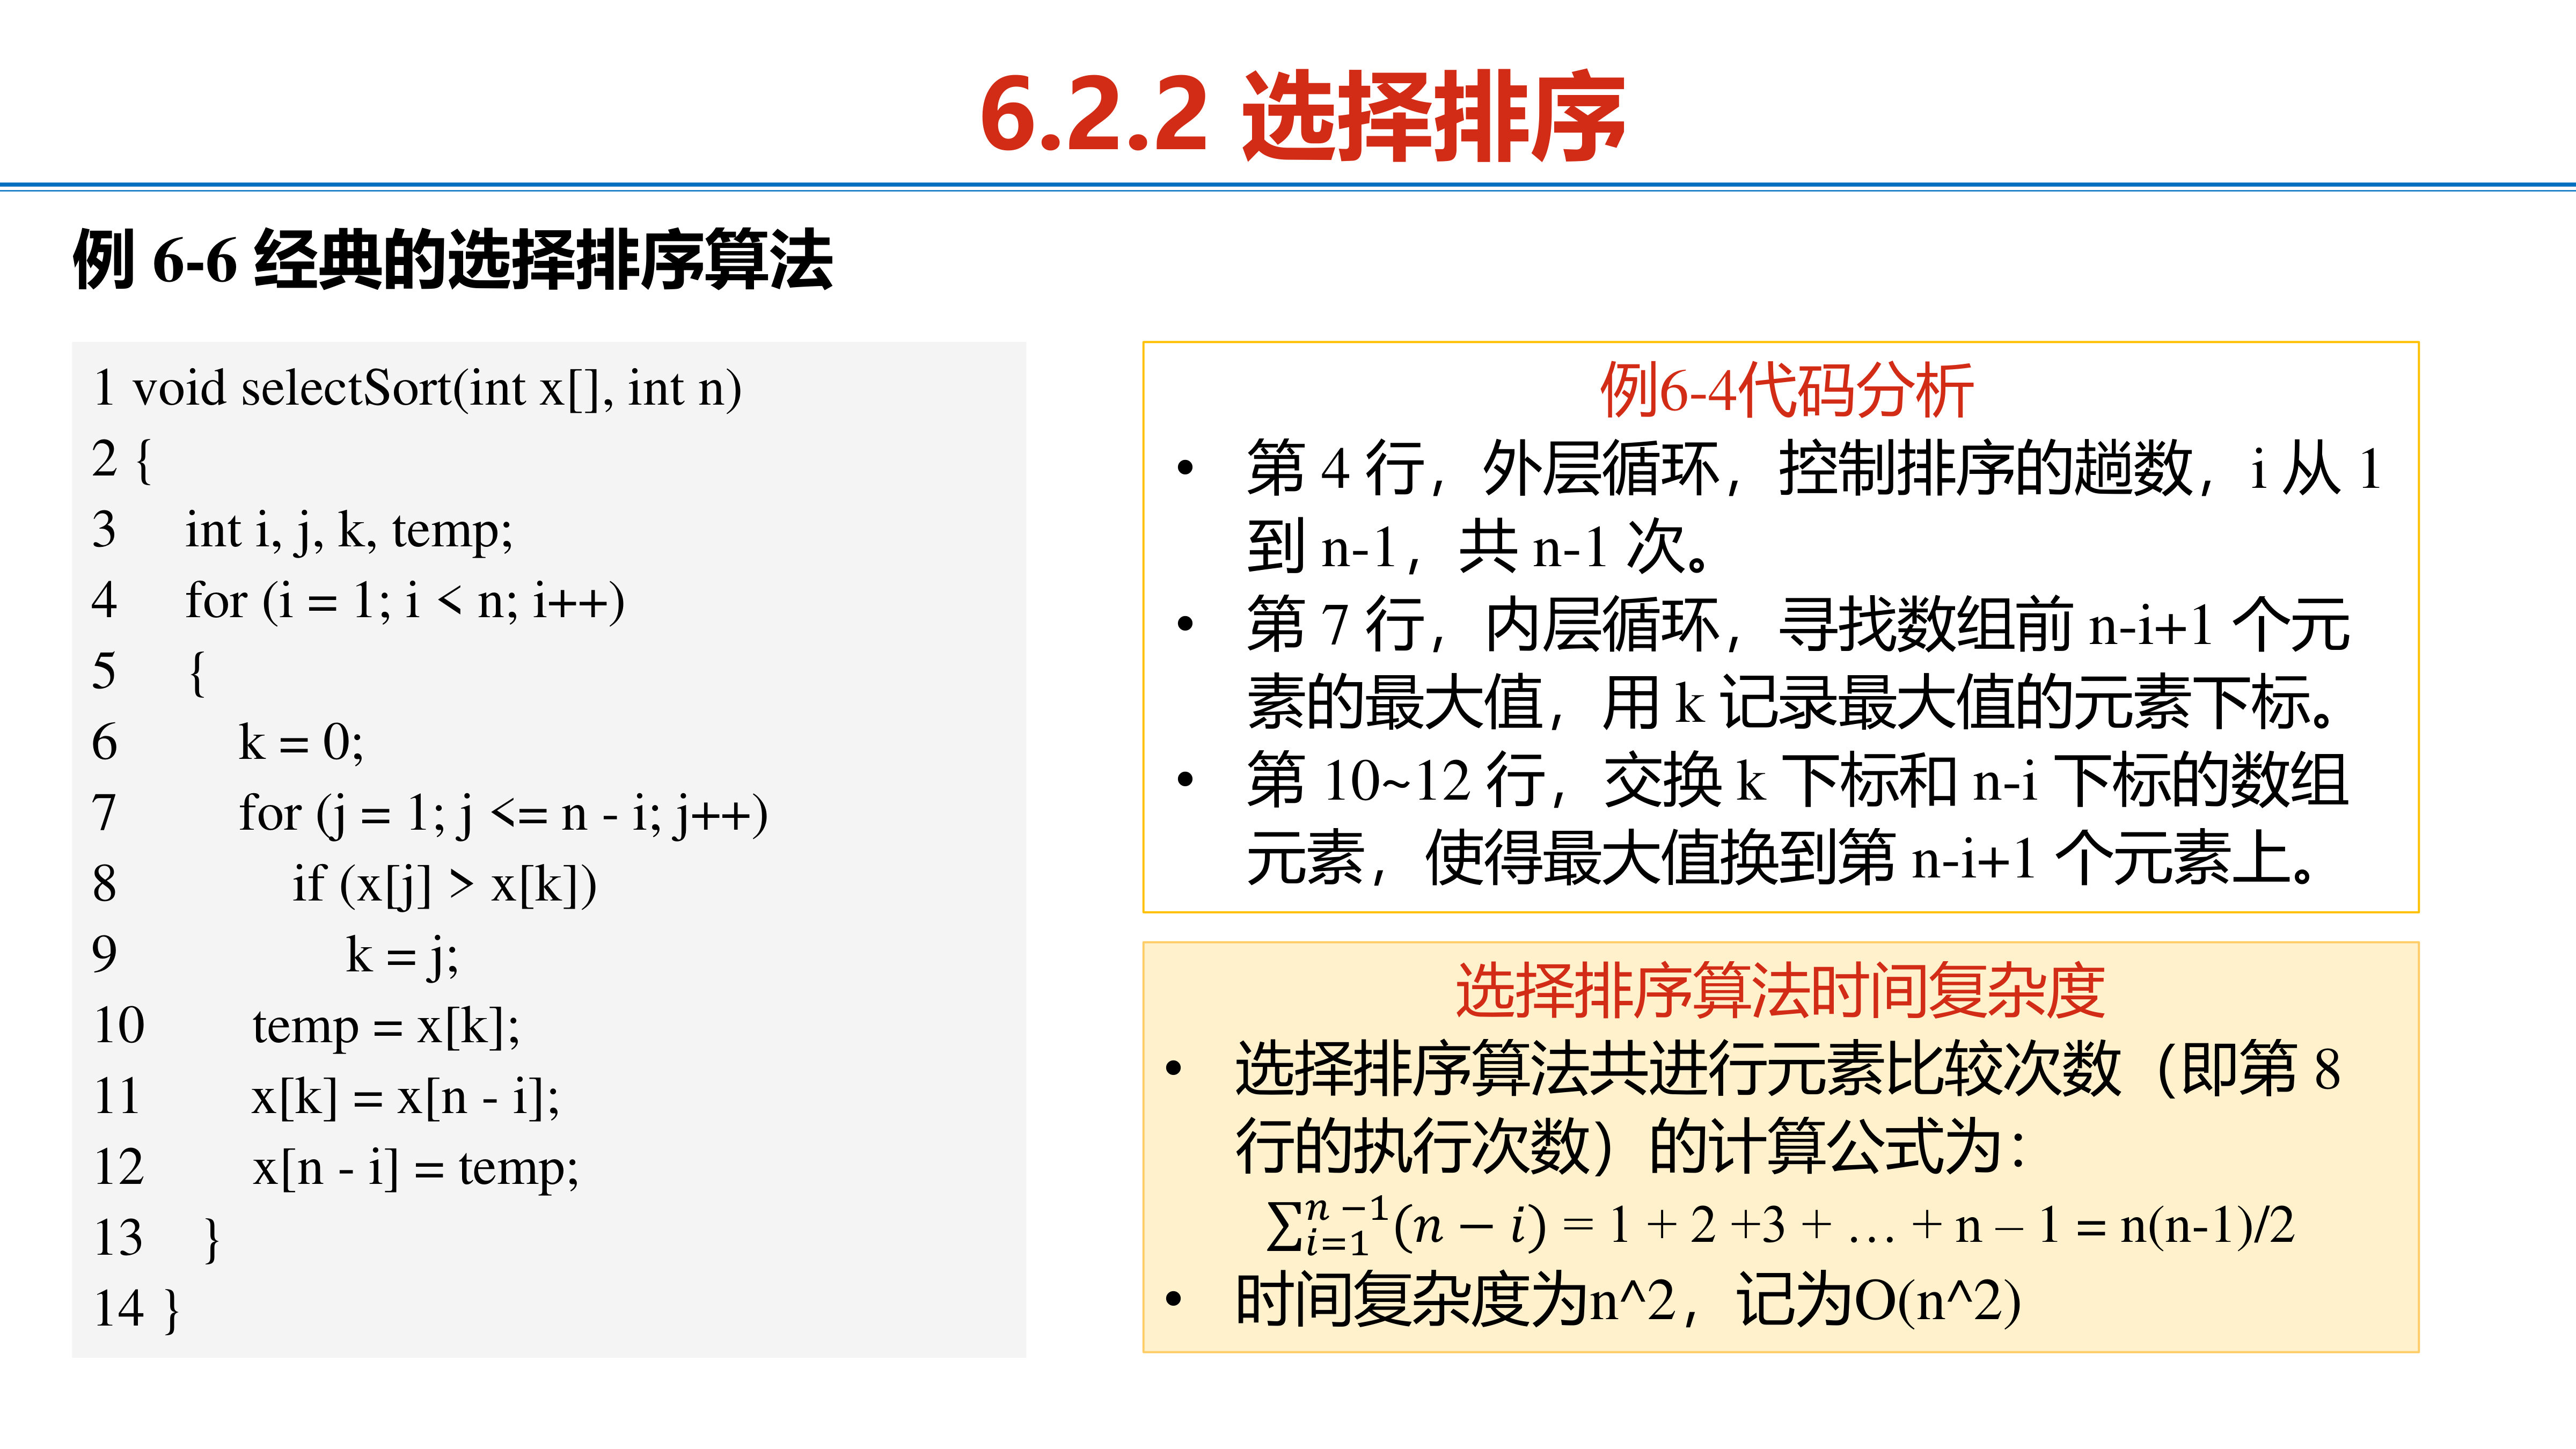 6.2.2 选择排序
例 6-6 经典的选择排序算法
1 void selectSort(int x[], int n)
2 {
3 int i, j, k, temp;
4 for (i = 1; i < n; i++)
5 {
6 k = 0;
7 for (j = 1; j <= n - i; j++)
8 if (x[j] > x[k])
9 k = j;
10 temp = x[k];
11 x[k] = x[n - i];
12 x[n - i] = temp;
13 }
14 }
例6-4代码分析
• 第 4 行，外层循环，控制排序的趟数，i 从 1
到 n-1，共 n-1 次。
• 第 7 行，内层循环，寻找数组前 n-i+1 个元
素的最大值，用 k 记录最大值的元素下标。
• 第 10~12 行，交换 k 下标和 n-i 下标的数组
元素，使得最大值换到第 n-i+1 个元素上。
选择排序算法时间复杂度
• 选择排序算法共进行元素比较次数（即第 8
行的执行次数）的计算公式为：
∑_{i=1}^{n−1}(n − i) = 1 + 2 +3 + … + n – 1 = n(n-1)/2
• 时间复杂度为n^2，记为O(n^2)